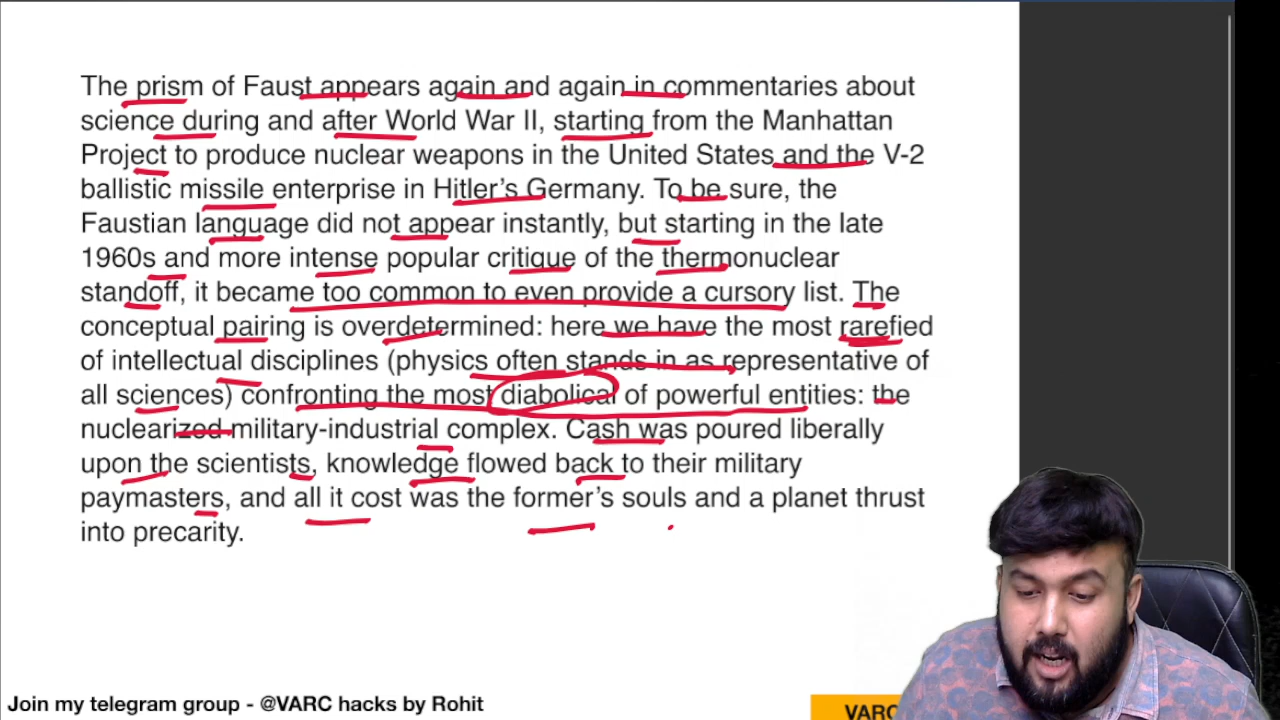 The prism of Faust appears again and again in commentaries about
science during and after World War II, starting from the Manhattan
Project to produce nuclear weapons in the United States and the V-2
ballistic missile enterprise in Hitler's Germany. To be sure, the
Faustian language did not appear instantly, but starting in the late
1960s and more intense popular critique of the thermonuclear
standoff, it became too common to even provide a cursory list. The
conceptual pairing is overdetermined: here we have the most rarefied
of intellectual disciplines (physics often stands in as representative of
all sciences) confronting the most diabolical of powerful entities: the
nuclearized military-industrial complex. Cash was poured liberally
upon the scientists, knowledge flowed back to their military
paymasters, and all it cost was the former's souls and a planet thrust
into precarity.
Join my telegram group - @VARC hacks by Rohit
VARC